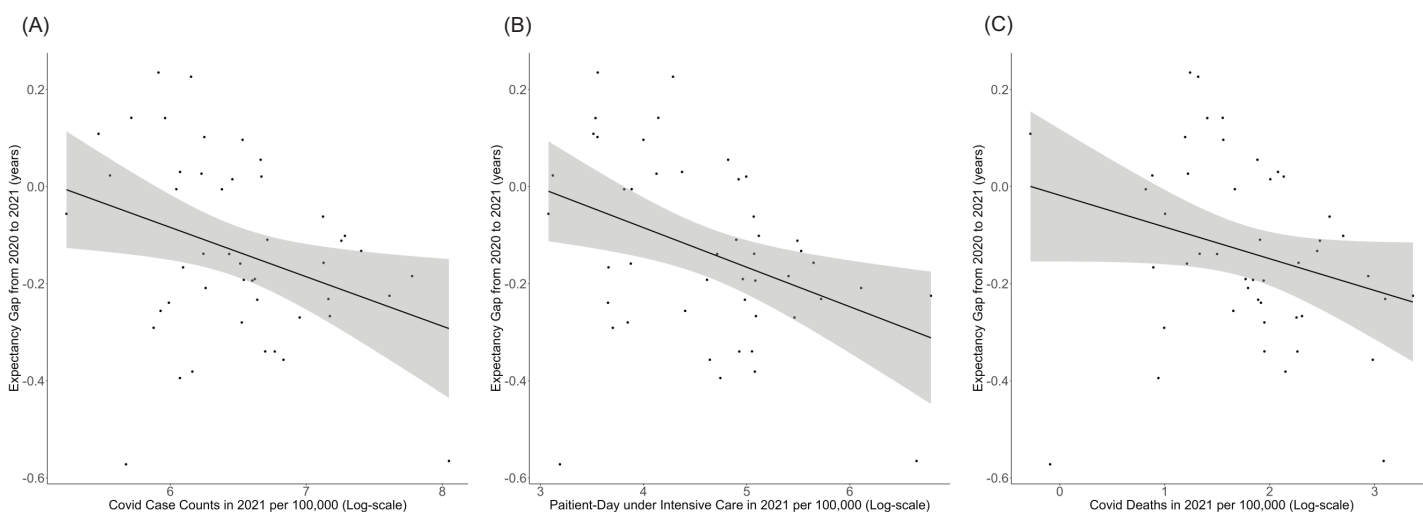 (A)
Expectancy Gap from 2020 to 2021 (years)
0.2
0.0
-0.2
-0.4
-0.6
6 7 8
Covid Case Counts in 2021 per 100,000 (Log-scale)
(B)
Expectancy Gap from 2020 to 2021 (years)
0.2
0.0
-0.2
-0.4
-0.6
3 4 5 6
Paitient-Day under Intensive Care in 2021 per 100,000 (Log-scale)
(C)
Expectancy Gap from 2020 to 2021 (years)
0.2
0.0
-0.2
-0.4
-0.6
0 1 2 3
Covid Deaths in 2021 per 100,000 (Log-scale)